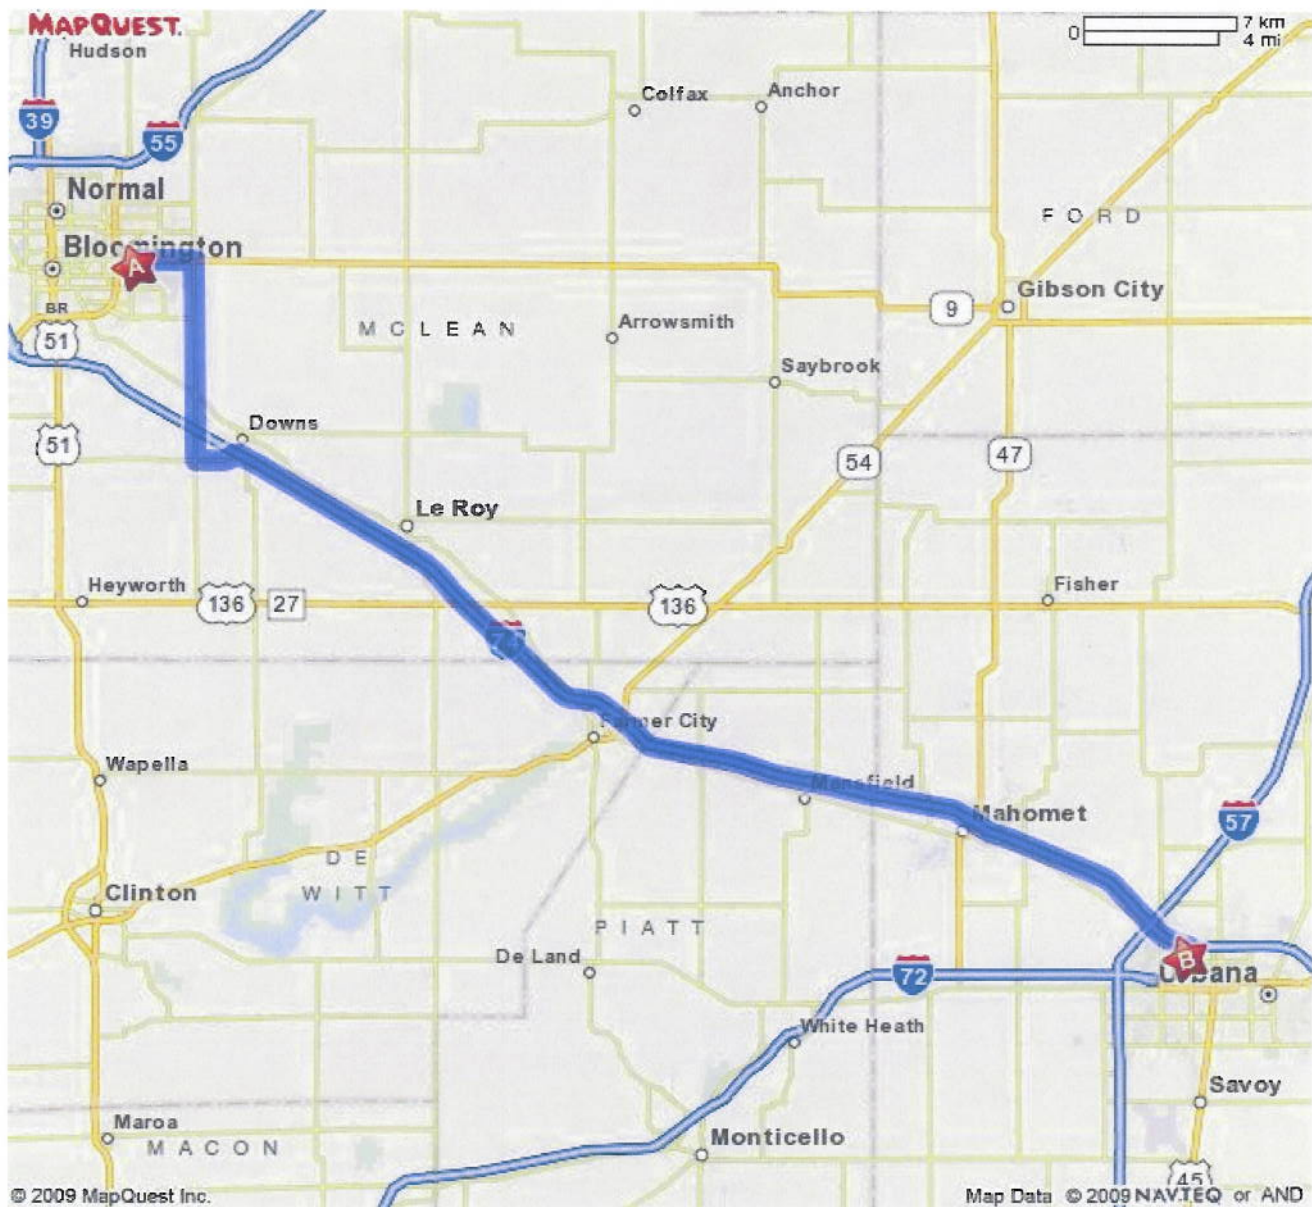 MAPQUEST.
Hudson
0
7 km
4 mi
39
55
Colfax
Anchor
Normal
FORD
Bloomington
A
BR
51
MCLEAN
Arrowsmith
9
Gibson City
Saybrook
51
Downs
54
47
Le Roy
Heyworth
136
27
136
Fisher
74
Farmer City
Wapella
Mansfield
Mahomet
57
DE
WITT
Clinton
PIATT
De Land
72
B
Urbana
White Heath
Savoy
Maroa
MACON
Monticello
45
© 2009 MapQuest Inc.
Map Data © 2009 NAVTEQ or AND